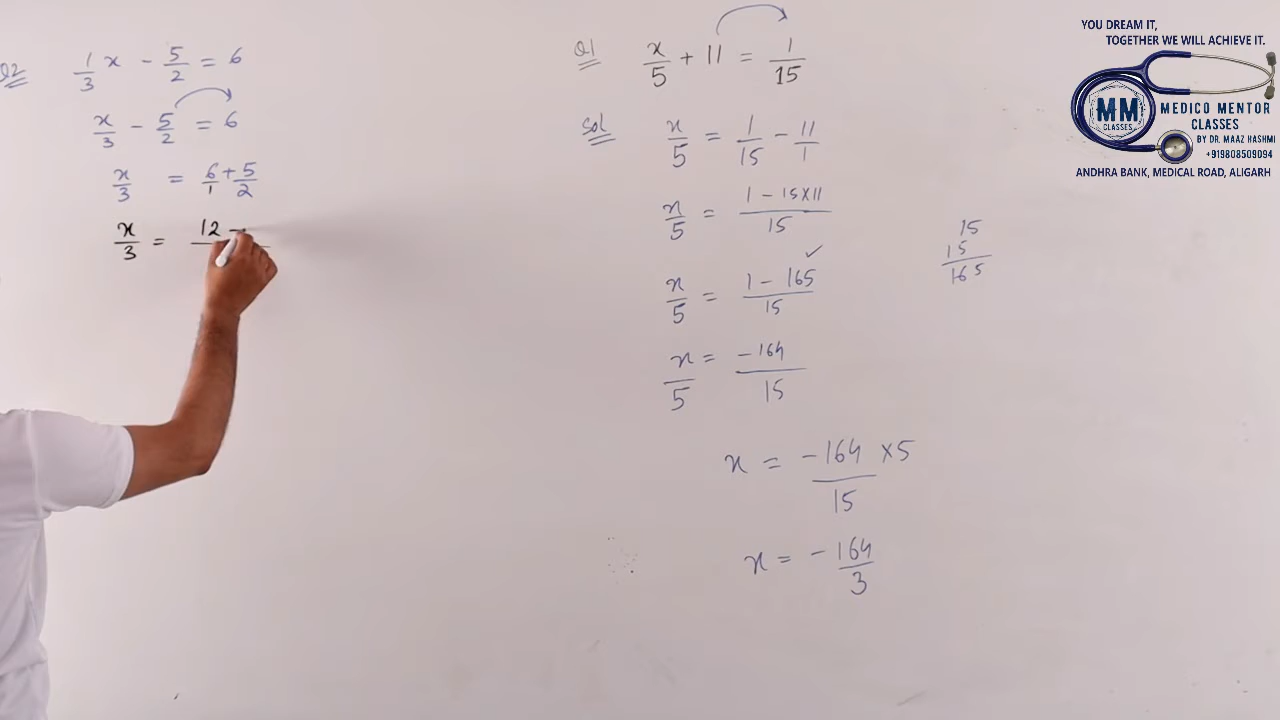 Q2 1/3 x - 5/2 = 6
x/3 - 5/2 = 6
x/3 = 6/1 + 5/2
x/3 = 12
Q1 x/5 + 11 = 1/15
Sol x/5 = 1/15 - 11/1
x/5 = 1 - 15×11/15
x/5 = 1 - 165/15
x/5 = -164/15
x = -164 × 5/15
x = -164/3
15
15
165
YOU DREAM IT,
TOGETHER WE WILL ACHIEVE IT.
MM
CLASSES
MEDICO MENTOR
CLASSES
BY DR. MAAZ HASHMI
+919808509094
ANDHRA BANK, MEDICAL ROAD, ALIGARH